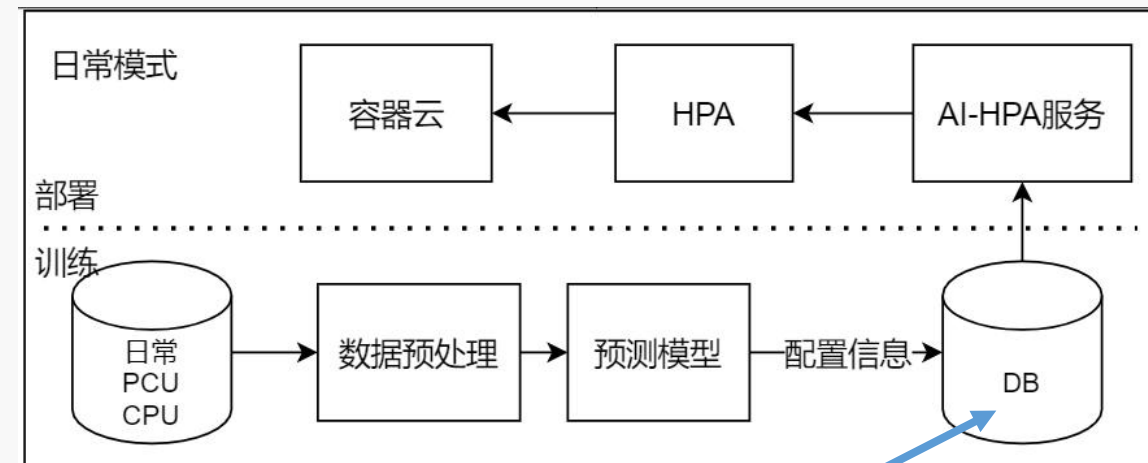 日常模式
容器云
HPA
AI-HPA服务
部署
训练
日常
PCU
CPU
数据预处理
预测模型
配置信息
DB